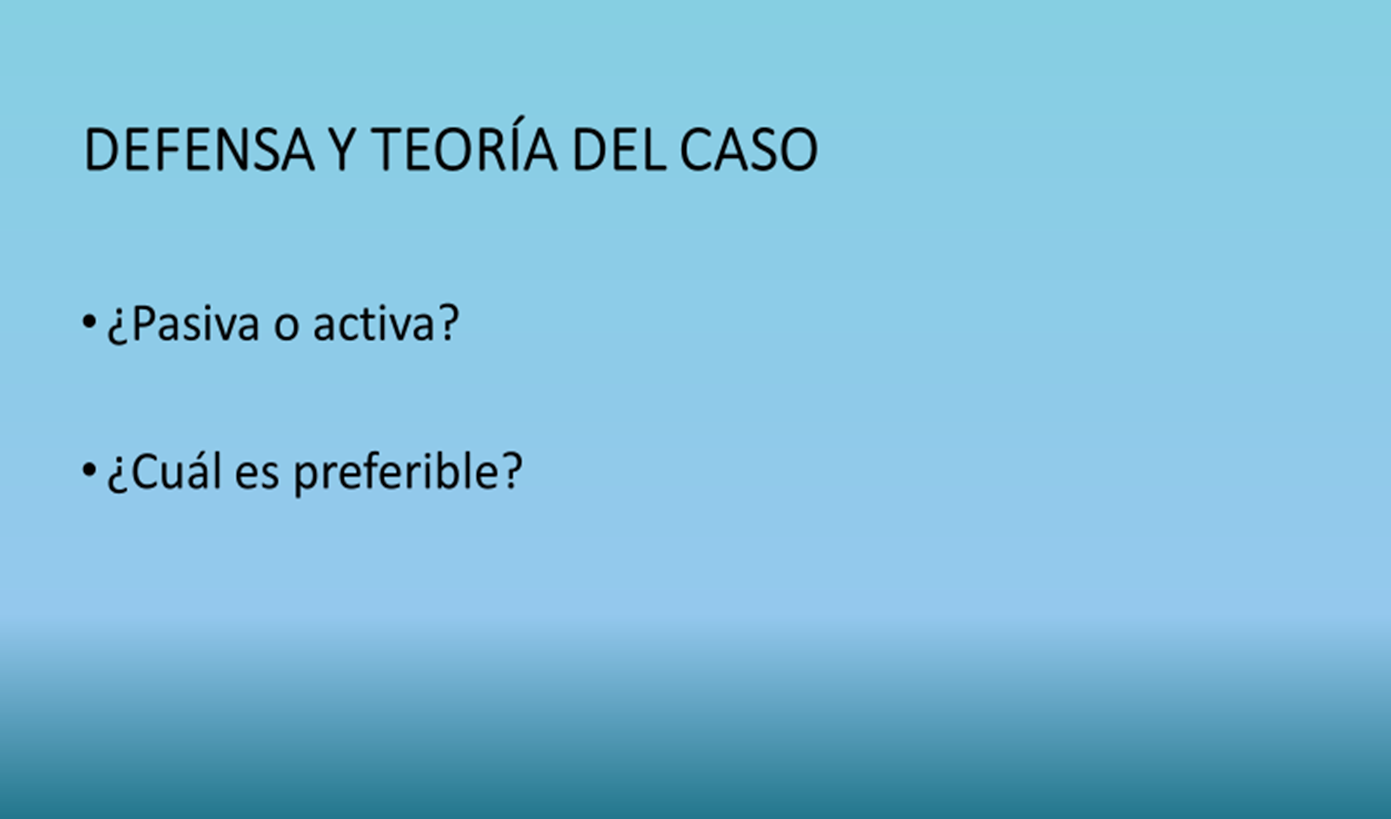 DEFENSA Y TEORÍA DEL CASO
•¿Pasiva o activa?
•¿Cuál es preferible?